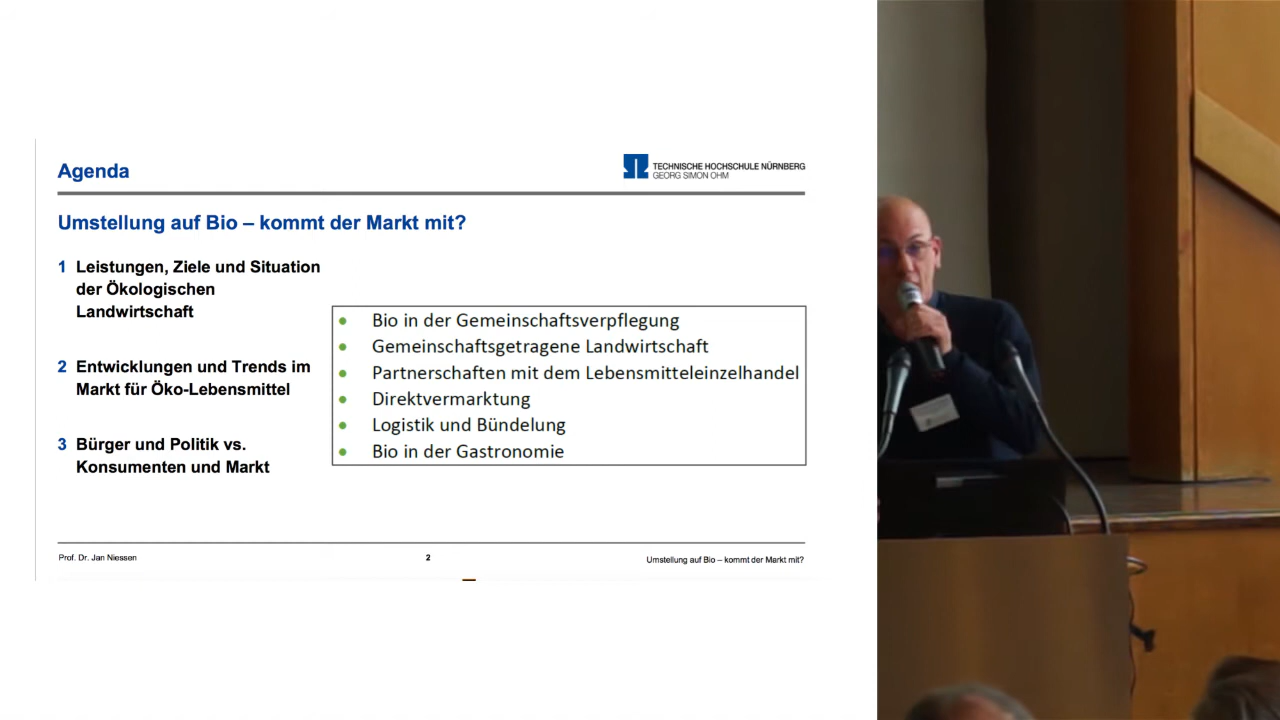 Agenda
TECHNISCHE HOCHSCHULE NÜRNBERG
GEORG SIMON OHM
Umstellung auf Bio – kommt der Markt mit?
1 Leistungen, Ziele und Situation
der Ökologischen
Landwirtschaft
2 Entwicklungen und Trends im
Markt für Öko-Lebensmittel
3 Bürger und Politik vs.
Konsumenten und Markt
• Bio in der Gemeinschaftsverpflegung
• Gemeinschaftsgetragene Landwirtschaft
• Partnerschaften mit dem Lebensmitteleinzelhandel
• Direktvermarktung
• Logistik und Bündelung
• Bio in der Gastronomie
Prof. Dr. Jan Niessen
2
Umstellung auf Bio – kommt der Markt mit?